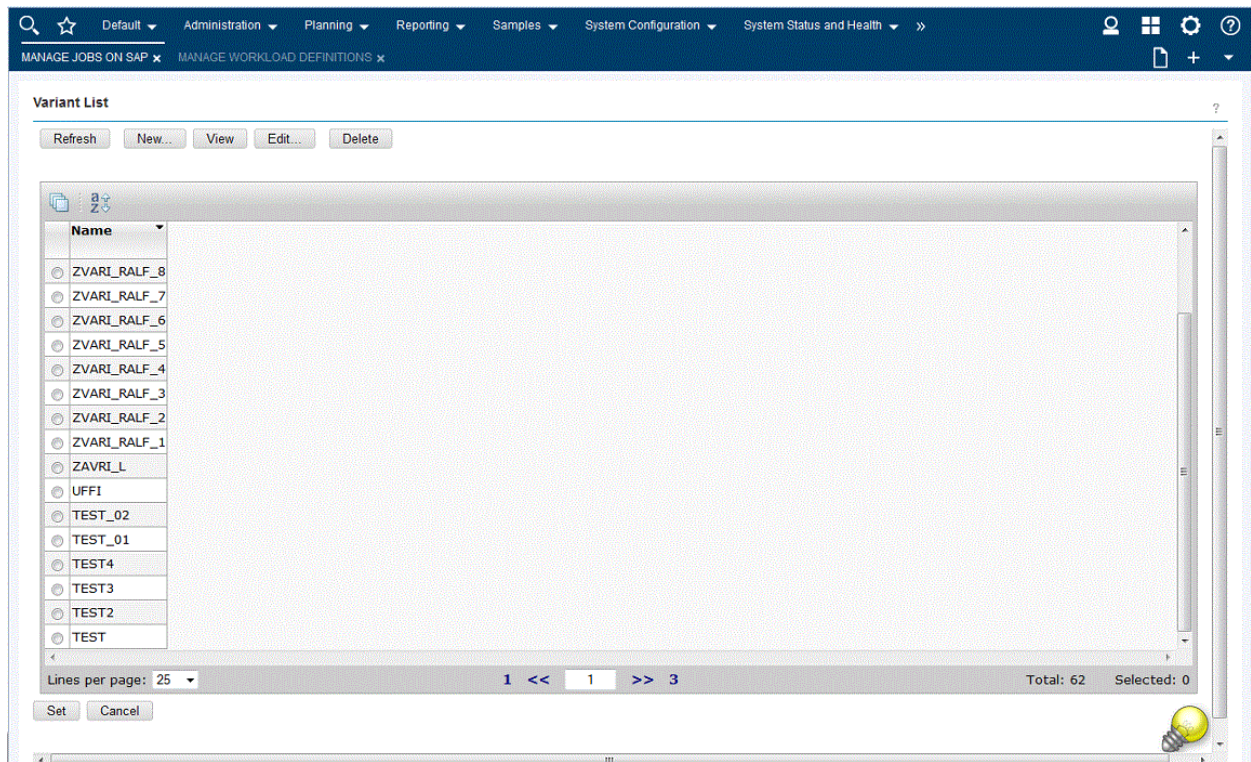 Default Administration Planning Reporting Samples System Configuration System Status and Health »
MANAGE JOBS ON SAP x MANAGE WORKLOAD DEFINITIONS x
Variant List
?
Refresh New... View Edit... Delete
Name
ZVARI_RALF_8
ZVARI_RALF_7
ZVARI_RALF_6
ZVARI_RALF_5
ZVARI_RALF_4
ZVARI_RALF_3
ZVARI_RALF_2
ZVARI_RALF_1
ZAVRI_L
UFFI
TEST_02
TEST_01
TEST4
TEST3
TEST2
TEST
Lines per page: 25 1 << 1 >> 3 Total: 62 Selected: 0
Set Cancel